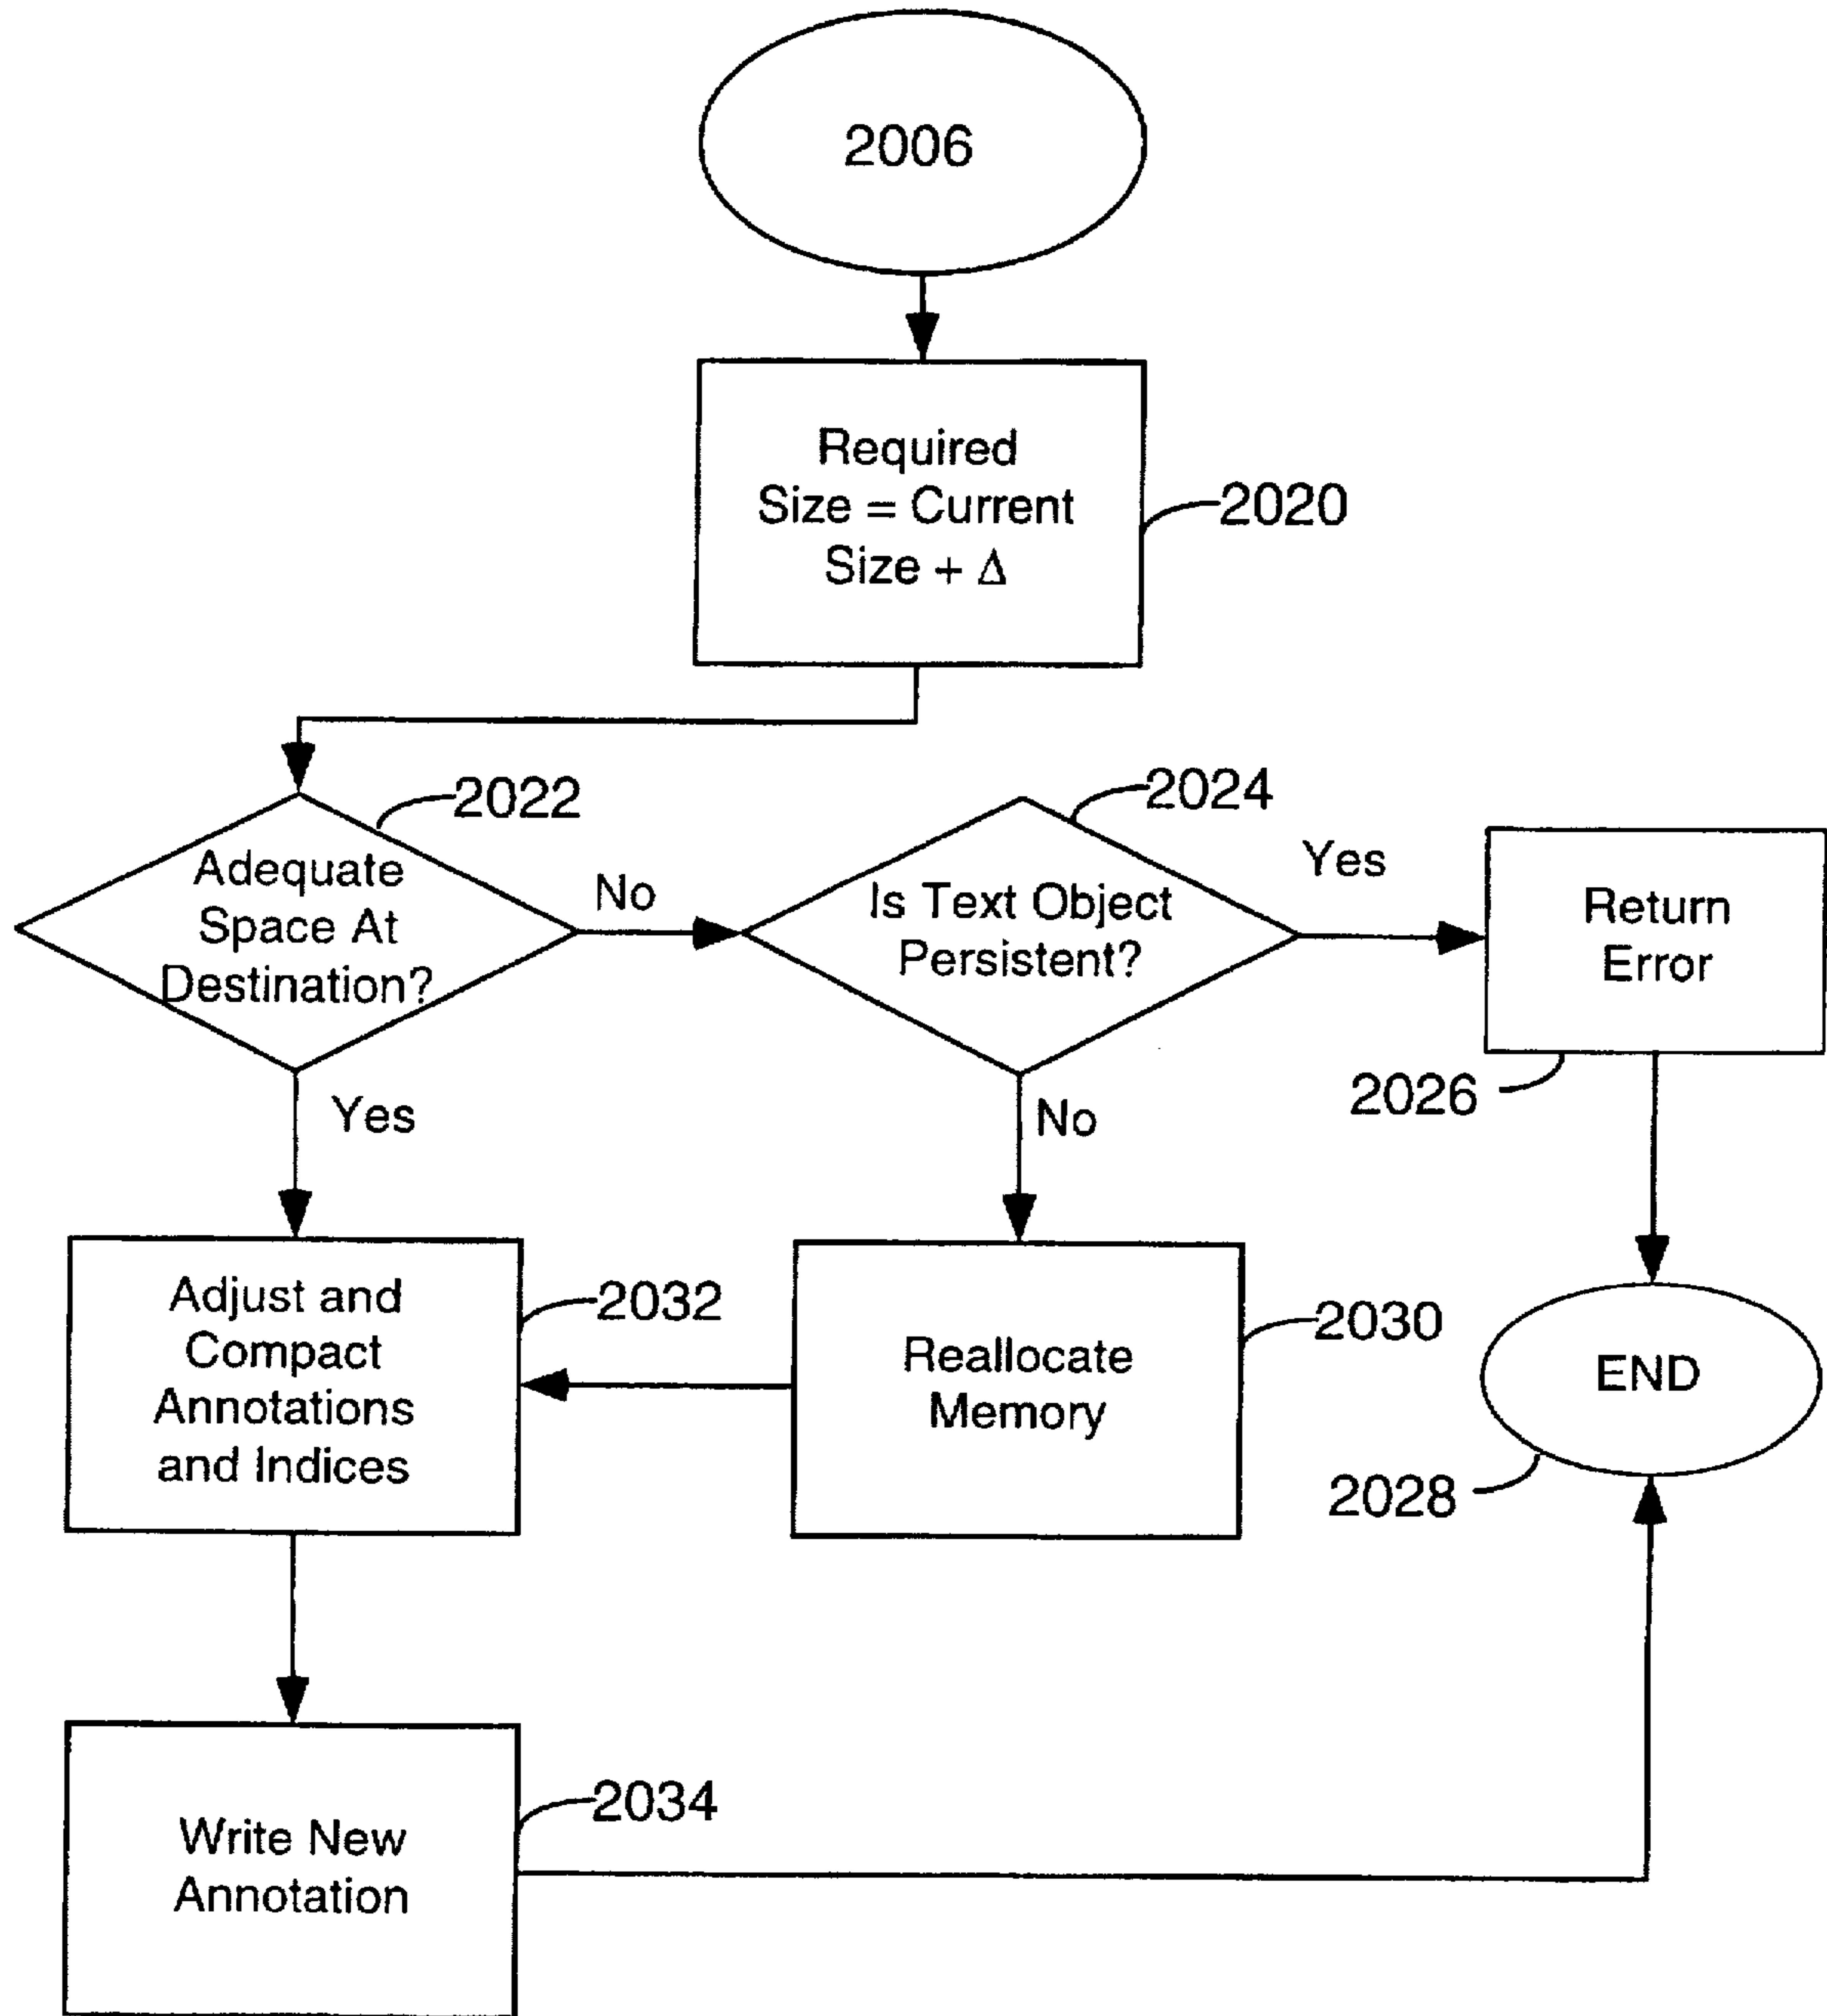 2006
Required
Size = Current
Size + Δ
2020
2022
Adequate
Space At
Destination?
No
2024
Is Text Object
Persistent?
Yes
Return
Error
2026
Yes
No
Adjust and
Compact
Annotations
and Indices
2032
Reallocate
Memory
2030
END
2028
Write New
Annotation
2034